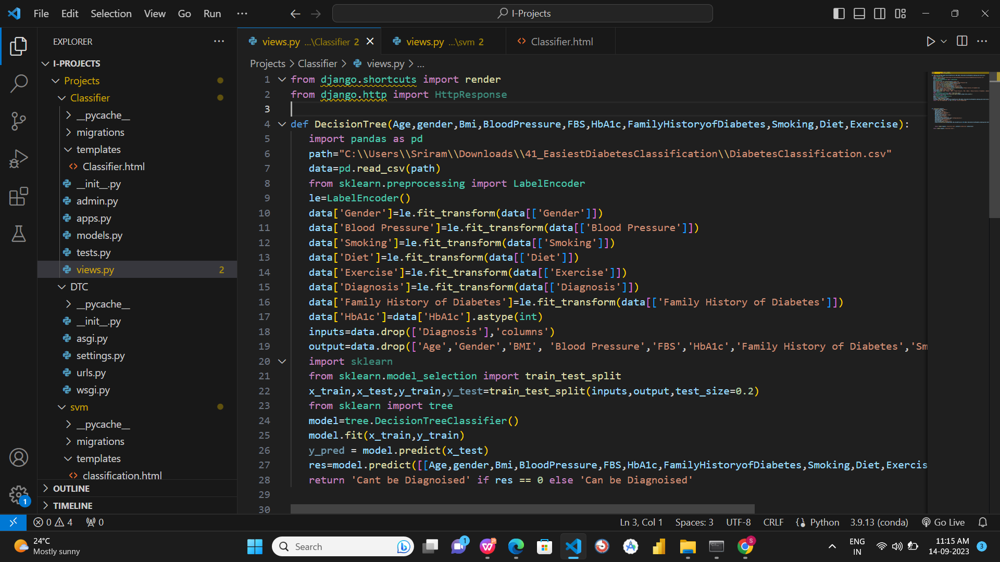 File Edit Selection View Go Run ··· I-Projects
EXPLORER ···
views.py ...\Classifier 2 views.py ...\svm 2 Classifier.html
I-PROJECTS
Projects
Classifier
__pycache__
migrations
templates
Classifier.html
__init__.py
admin.py
apps.py
models.py
tests.py
views.py 2
DTC
__pycache__
__init__.py
asgi.py
settings.py
urls.py
wsgi.py
svm
__pycache__
migrations
templates
classification.html
OUTLINE
TIMELINE
1
Projects > Classifier > views.py > ...
1 from django.shortcuts import render
2 from django.http import HttpResponse
3
4 def DecisionTree(Age,gender,Bmi,BloodPressure,FBS,HbA1c,FamilyHistoryofDiabetes,Smoking,Diet,Exercise):
5 import pandas as pd
6 path="C:\\Users\\Sriram\\Downloads\\41_EasiestDiabetesClassification\\DiabetesClassification.csv"
7 data=pd.read_csv(path)
8 from sklearn.preprocessing import LabelEncoder
9 le=LabelEncoder()
10 data['Gender']=le.fit_transform(data[['Gender']])
11 data['Blood Pressure']=le.fit_transform(data[['Blood Pressure']])
12 data['Smoking']=le.fit_transform(data[['Smoking']])
13 data['Diet']=le.fit_transform(data[['Diet']])
14 data['Exercise']=le.fit_transform(data[['Exercise']])
15 data['Diagnosis']=le.fit_transform(data[['Diagnosis']])
16 data['Family History of Diabetes']=le.fit_transform(data[['Family History of Diabetes']])
17 data['HbA1c']=data['HbA1c'].astype(int)
18 inputs=data.drop(['Diagnosis'],'columns')
19 output=data.drop(['Age','Gender','BMI', 'Blood Pressure','FBS','HbA1c','Family History of Diabetes','Sm
20 import sklearn
21 from sklearn.model_selection import train_test_split
22 x_train,x_test,y_train,y_test=train_test_split(inputs,output,test_size=0.2)
23 from sklearn import tree
24 model=tree.DecisionTreeClassifier()
25 model.fit(x_train,y_train)
26 y_pred = model.predict(x_test)
27 res=model.predict([[Age,gender,Bmi,BloodPressure,FBS,HbA1c,FamilyHistoryofDiabetes,Smoking,Diet,Exercis
28 return 'Cant be Diagnoised' if res == 0 else 'Can be Diagnoised'
29
30
0 4 0 Ln 3, Col 1 Spaces: 3 UTF-8 CRLF Python 3.9.13 (conda) Go Live
24°C
Mostly sunny
Search
1
S
ENG
IN
11:15 AM
14-09-2023
3